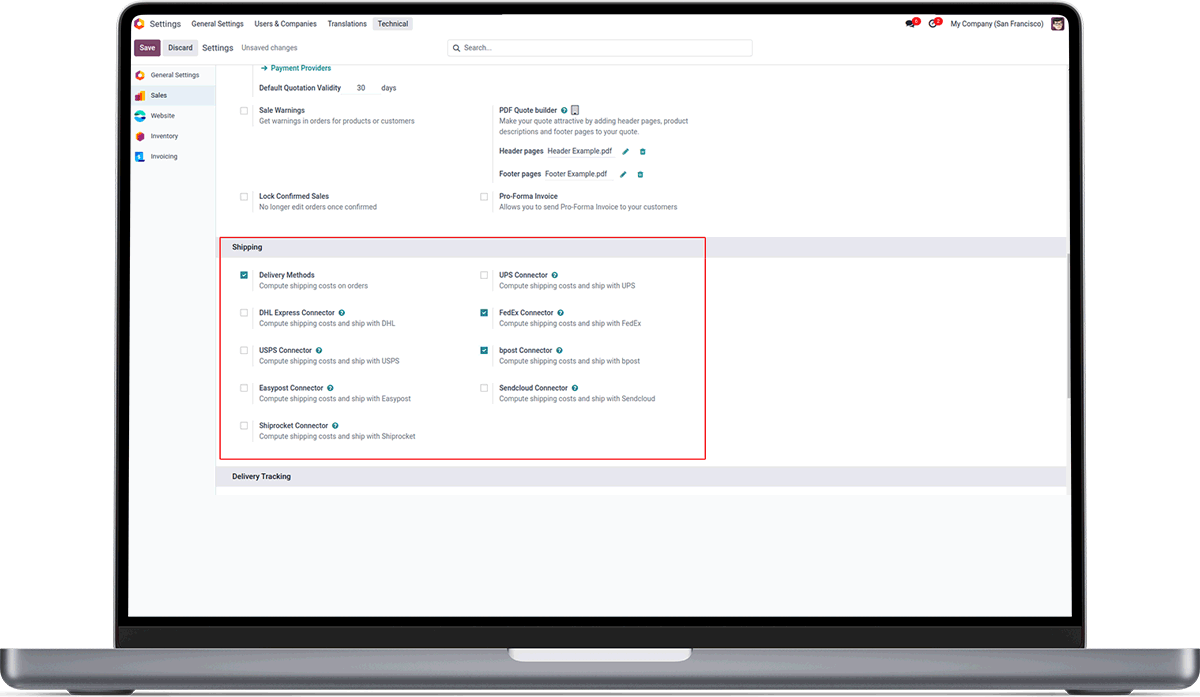 Settings General Settings Users & Companies Translations Technical 6 2 My Company (San Francisco)
Save Discard Settings Unsaved changes Search...
General Settings
Sales
Website
Inventory
Invoicing
Payment Providers
Default Quotation Validity 30 days
Sale Warnings
Get warnings in orders for products or customers
PDF Quote builder
Make your quote attractive by adding header pages, product
descriptions and footer pages to your quote.
Header pages Header Example.pdf
Footer pages Footer Example.pdf
Lock Confirmed Sales
No longer edit orders once confirmed
Pro-Forma Invoice
Allows you to send Pro-Forma Invoice to your customers
Shipping
Delivery Methods
Compute shipping costs on orders
UPS Connector
Compute shipping costs and ship with UPS
DHL Express Connector
Compute shipping costs and ship with DHL
FedEx Connector
Compute shipping costs and ship with FedEx
USPS Connector
Compute shipping costs and ship with USPS
bpost Connector
Compute shipping costs and ship with bpost
Easypost Connector
Compute shipping costs and ship with Easypost
Sendcloud Connector
Compute shipping costs and ship with Sendcloud
Shiprocket Connector
Compute shipping costs and ship with Shiprocket
Delivery Tracking